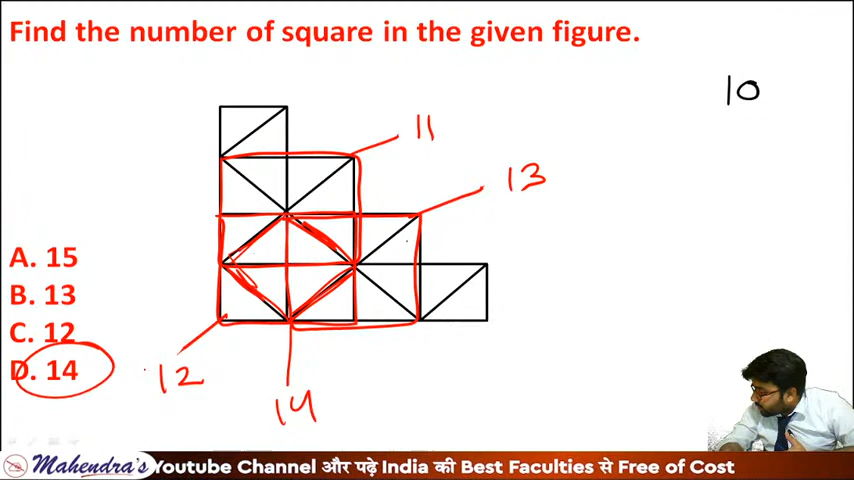 Find the number of square in the given figure.
10
11
13
A. 15
B. 13
C. 12
D. 14
12
14
Mahendra's Youtube Channel और पढ़े India की Best Faculties से Free of Cost